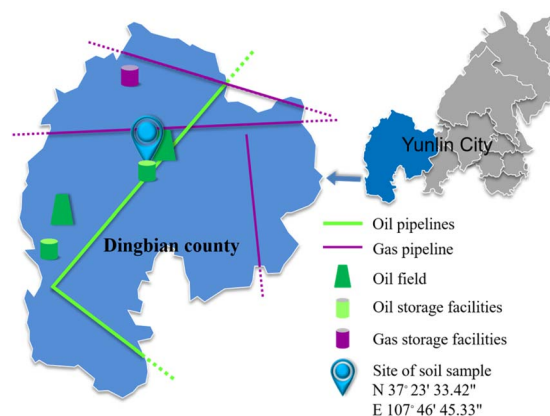 Yunlin City
Dingbian county
Oil pipelines
Gas pipeline
Oil field
Oil storage facilities
Gas storage facilities
Site of soil sample
N 37° 23' 33.42"
E 107° 46' 45.33"